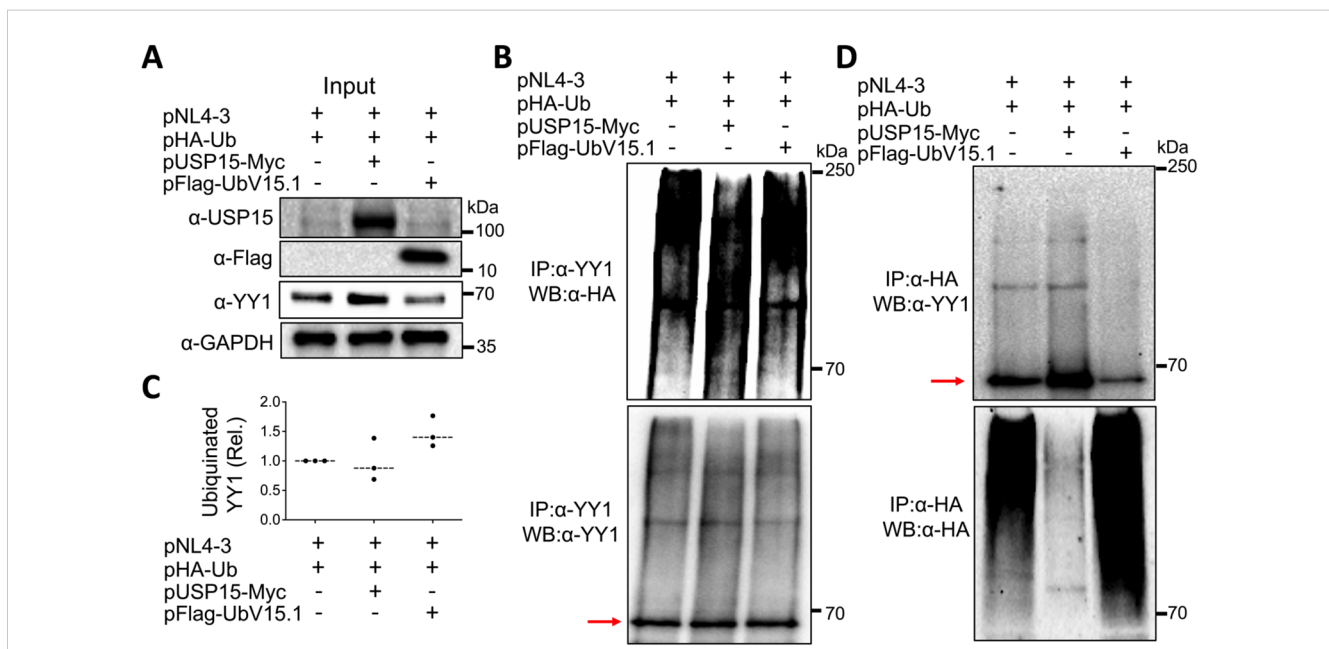 A
Input
pNL4-3 + + +
pHA-Ub + + +
pUSP15-Myc - + -
pFlag-UbV15.1 - - +
kDa
α-USP15
100
α-Flag
10
α-YY1
70
α-GAPDH
35
B
pNL4-3 + + +
pHA-Ub + + +
pUSP15-Myc - + -
pFlag-UbV15.1 - - +
kDa
250
IP:α-YY1
WB:α-HA
70
IP:α-YY1
WB:α-YY1
70
C
Ubiquinated
YY1 (Rel.)
2.0
1.5
1.0
0.5
0.0
pNL4-3 + + +
pHA-Ub + + +
pUSP15-Myc - + -
pFlag-UbV15.1 - - +
D
pNL4-3 + + +
pHA-Ub + + +
pUSP15-Myc - + -
pFlag-UbV15.1 - - +
kDa
250
IP:α-HA
WB:α-YY1
70
IP:α-HA
WB:α-HA
70